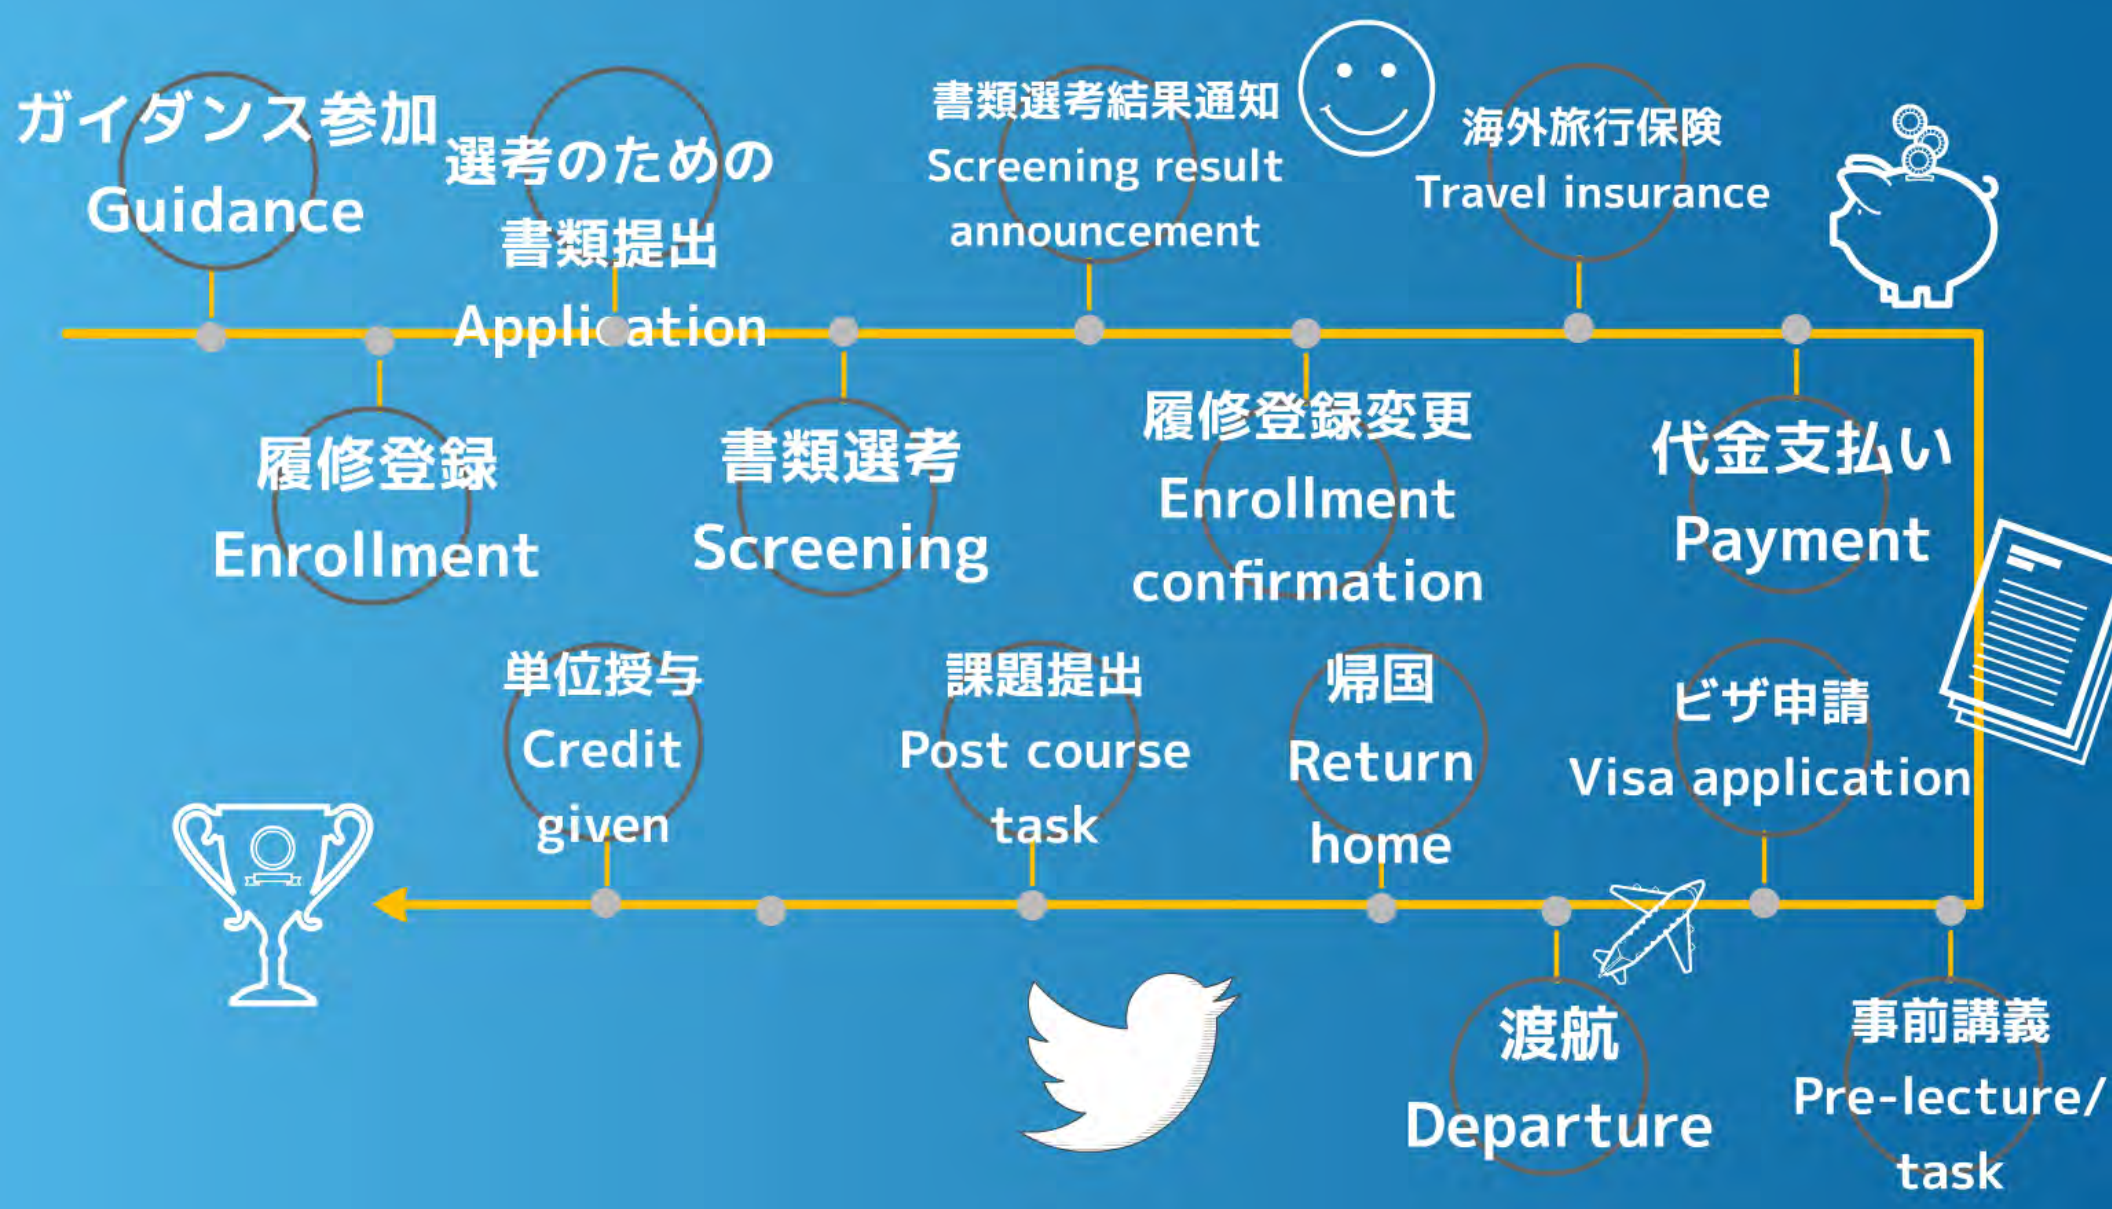 ガイダンス参加
Guidance
履修登録
Enrollment
選考のための
書類提出
Application
書類選考
Screening
書類選考結果通知
Screening result
announcement
履修登録変更
Enrollment
confirmation
海外旅行保険
Travel insurance
代金支払い
Payment
事前講義
Pre-lecture/
task
ビザ申請
Visa application
渡航
Departure
帰国
Return
home
課題提出
Post course
task
単位授与
Credit
given